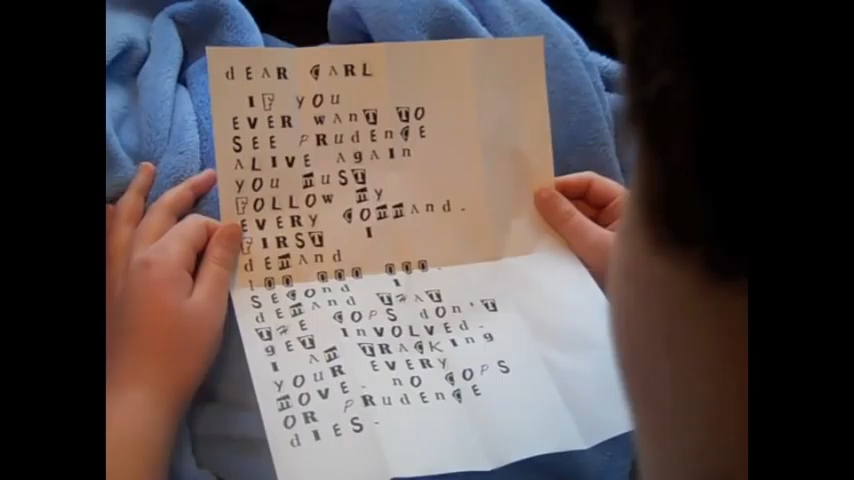 dEAR CARL
IF YOU
EVER wAnT TO
SEE PRUdEnCE
ALIVE AgAIn
YOU MUST
FOLLOW MY
EVERY COMMAnd.
FIRST I
dEMAnd
100 000 000.
SECOnd I
dEMAnd THAT
THE COPS dOn'T
gET InVOLVEd.
I AM TRACKIng
YOUR EVERY
MOVE. nO COPS
OR PRUdEnCE
dIES.